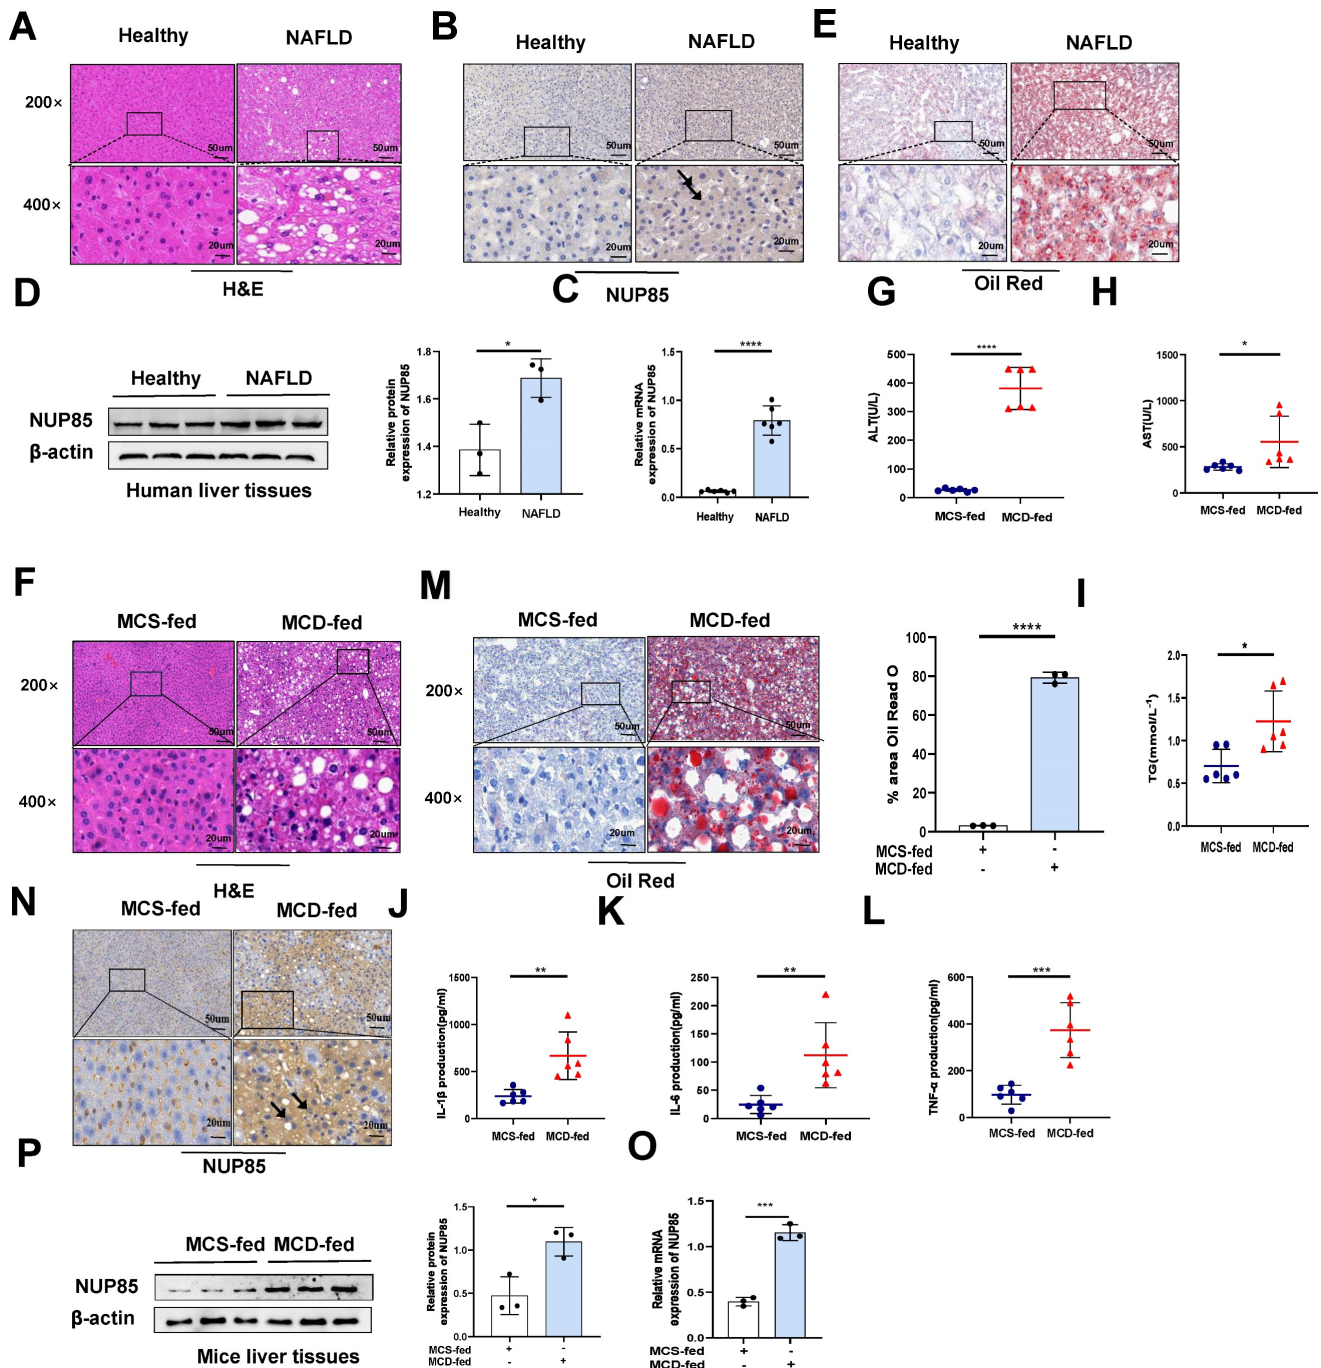 A
Healthy
NAFLD
200×
50um
50um
400×
20um
20um
H&E
B
Healthy
NAFLD
50um
50um
20um
20um
NUP85
E
Healthy
NAFLD
50um
50um
20um
20um
Oil Red
D
Healthy
NAFLD
NUP85
β-actin
Human liver tissues
Relative protein
expression of NUP85
1.8
1.6
1.4
1.2
*
Healthy
NAFLD
C
Relative mRNA
expression of NUP85
1.5
1.0
0.5
0.0
****
Healthy
NAFLD
G
ALT(U/L)
500
400
300
200
100
0
****
MCS-fed
MCD-fed
H
AST(U/L)
1500
1000
500
0
*
MCS-fed
MCD-fed
F
MCS-fed
MCD-fed
200×
50um
50um
400×
20um
20um
H&E
M
MCS-fed
MCD-fed
200×
50um
50um
400×
20um
20um
Oil Red
% area Oil Read O
100
80
60
40
20
0
****
MCS-fed + -
MCD-fed - +
I
TG(mmol/L⁻¹)
2.0
1.5
1.0
0.5
0.0
*
MCS-fed
MCD-fed
N
MCS-fed
MCD-fed
50um
50um
20um
20um
NUP85
J
IL-1β production(pg/ml)
1500
1000
500
0
**
MCS-fed
MCD-fed
K
IL-6 production(pg/ml)
250
200
150
100
50
0
**
MCS-fed
MCD-fed
L
TNF-α production(pg/ml)
600
400
200
0
***
MCS-fed
MCD-fed
P
MCS-fed
MCD-fed
NUP85
β-actin
Mice liver tissues
Relative protein
expression of NUP85
1.5
1.0
0.5
0.0
*
MCS-fed + -
MCD-fed - +
O
Relative mRNA
expression of NUP85
1.5
1.0
0.5
0.0
***
MCS-fed + -
MCD-fed - +